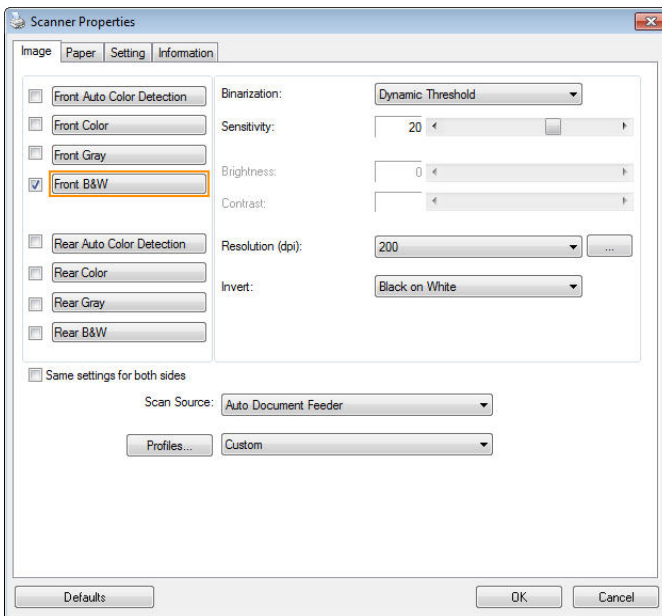 Scanner Properties
Image Paper Setting Information
Front Auto Color Detection
Front Color
Front Gray
Front B&W
Rear Auto Color Detection
Rear Color
Rear Gray
Rear B&W
Binarization: Dynamic Threshold
Sensitivity: 20
Brightness: 0
Contrast:
Resolution (dpi): 200 ...
Invert: Black on White
Same settings for both sides
Scan Source: Auto Document Feeder
Profiles... Custom
Defaults OK Cancel